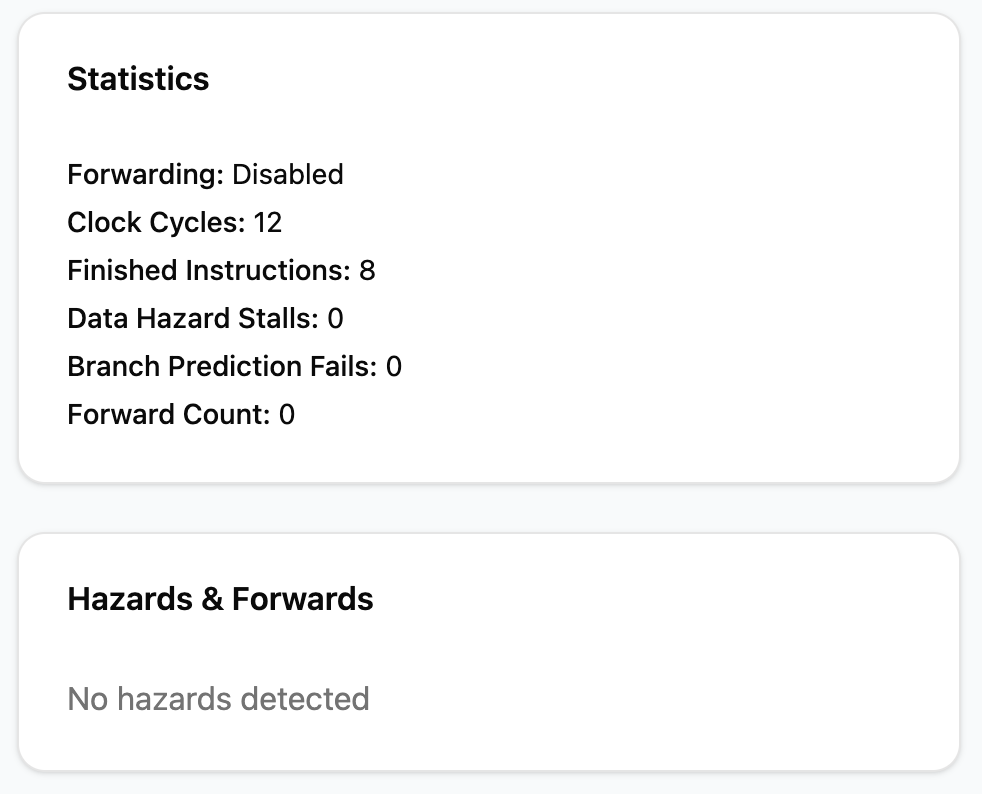 Statistics
Forwarding: Disabled
Clock Cycles: 12
Finished Instructions: 8
Data Hazard Stalls: 0
Branch Prediction Fails: 0
Forward Count: 0
Hazards & Forwards
No hazards detected